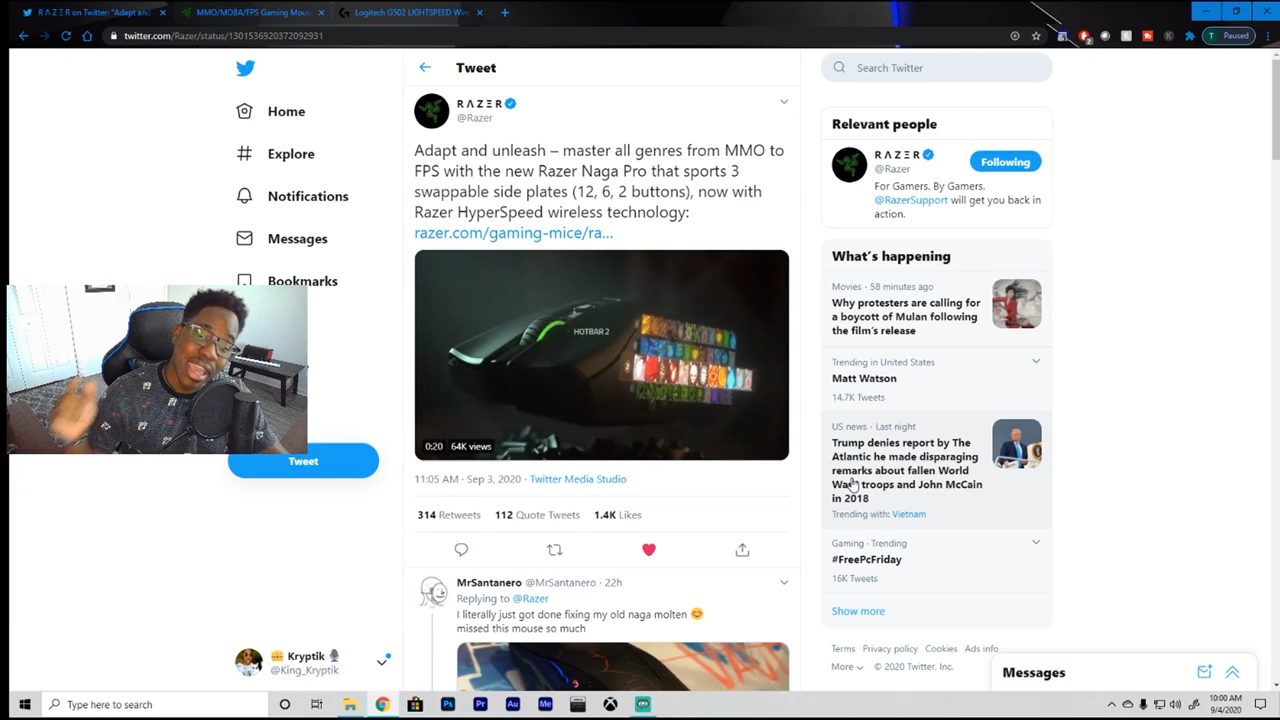 R Λ Z Ξ R on Twitter: "Adapt and
MMO/MOBA/FPS Gaming Mou
Logitech G502 LIGHTSPEED Wir
twitter.com/Razer/status/1301536920372092931
Paused
Home
Explore
Notifications
Messages
Bookmarks
Tweet
Kryptik
@King_Kryptik
Tweet
R Λ Z Ξ R
@Razer
Adapt and unleash – master all genres from MMO to
FPS with the new Razer Naga Pro that sports 3
swappable side plates (12, 6, 2 buttons), now with
Razer HyperSpeed wireless technology:
razer.com/gaming-mice/ra...
HOTBAR 2
0:20 64K views
11:05 AM · Sep 3, 2020 · Twitter Media Studio
314 Retweets 112 Quote Tweets 1.4K Likes
MrSantanero @MrSantanero · 22h
Replying to @Razer
I literally just got done fixing my old naga molten 😊
missed this mouse so much
Search Twitter
Relevant people
R Λ Z Ξ R
@Razer
Following
For Gamers. By Gamers.
@RazerSupport will get you back in
action.
What's happening
Movies · 58 minutes ago
Why protesters are calling for
a boycott of Mulan following
the film's release
Trending in United States
Matt Watson
14.7K Tweets
US news · Last night
Trump denies report by The
Atlantic he made disparaging
remarks about fallen World
War troops and John McCain
in 2018
Trending with: Vietnam
Gaming · Trending
#FreePcFriday
16K Tweets
Show more
Terms Privacy policy Cookies Ads info
More © 2020 Twitter, Inc.
Messages
Type here to search
Ps
Pr
Au
Me
10:00 AM
9/4/2020